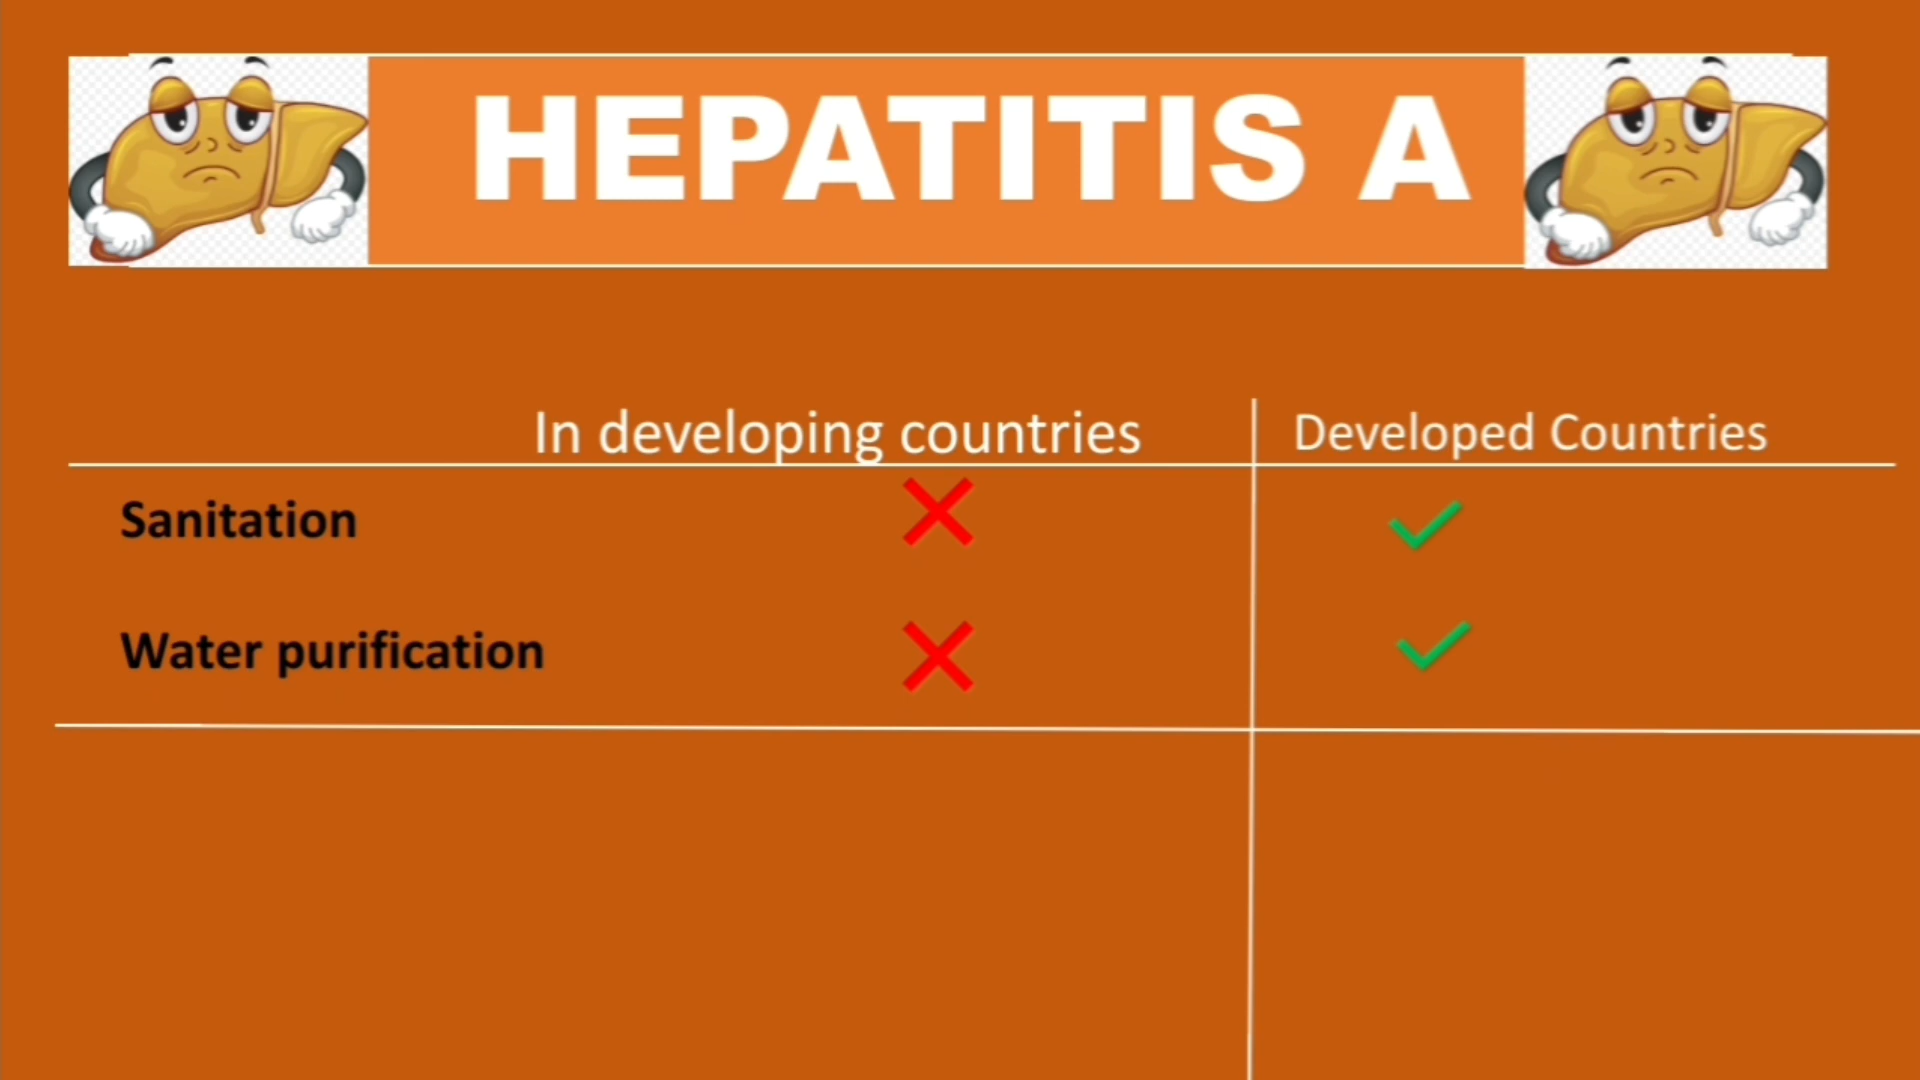 HEPATITIS A
In developing countries
Developed Countries
Sanitation
Water purification